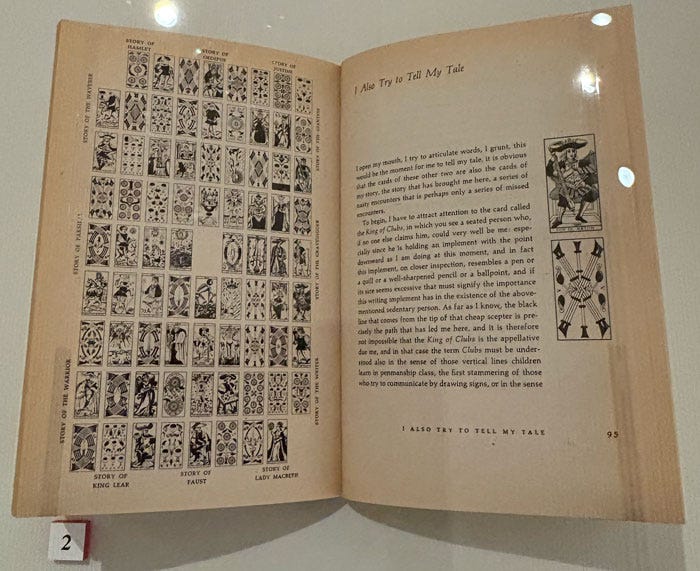 STORY OF
HAMLET
STORY OF
OEDIPUS
STORY OF
JUSTINE
STORY OF THE WAVERER
STORY OF PARSIFAL
STORY OF THE GRAVEDIGGER
STORY OF THE WARRIOR
STORY OF THE WRITER
STORY OF
KING LEAR
STORY OF
FAUST
STORY OF
LADY MACBETH
2
I Also Try to Tell My Tale
I open my mouth, I try to articulate words, I grunt, this
would be the moment for me to tell my tale, it is obvious
that the cards of these other two are also the cards of
my story, the story that has brought me here, a series of
nasty encounters that is perhaps only a series of missed
encounters.
To begin, I have to attract attention to the card called
the King of Clubs, in which you see a seated person who,
if no one else claims him, could very well be me: espe-
cially since he is holding an implement with the point
downward as I am doing at this moment, and in fact
this implement, on closer inspection, resembles a pen or
a quill or a well-sharpened pencil or a ballpoint, and if
its size seems excessive that must signify the importance
this writing implement has in the existence of the above-
mentioned sedentary person. As far as I know, the black
line that comes from the tip of that cheap scepter is pre-
cisely the path that has led me here, and it is therefore
not impossible that the King of Clubs is the appellative
due me, and in that case the term Clubs must be under-
stood also in the sense of those vertical lines children
learn in penmanship class, the first stammering of those
who try to communicate by drawing signs, or in the sense
I ALSO TRY TO TELL MY TALE
95